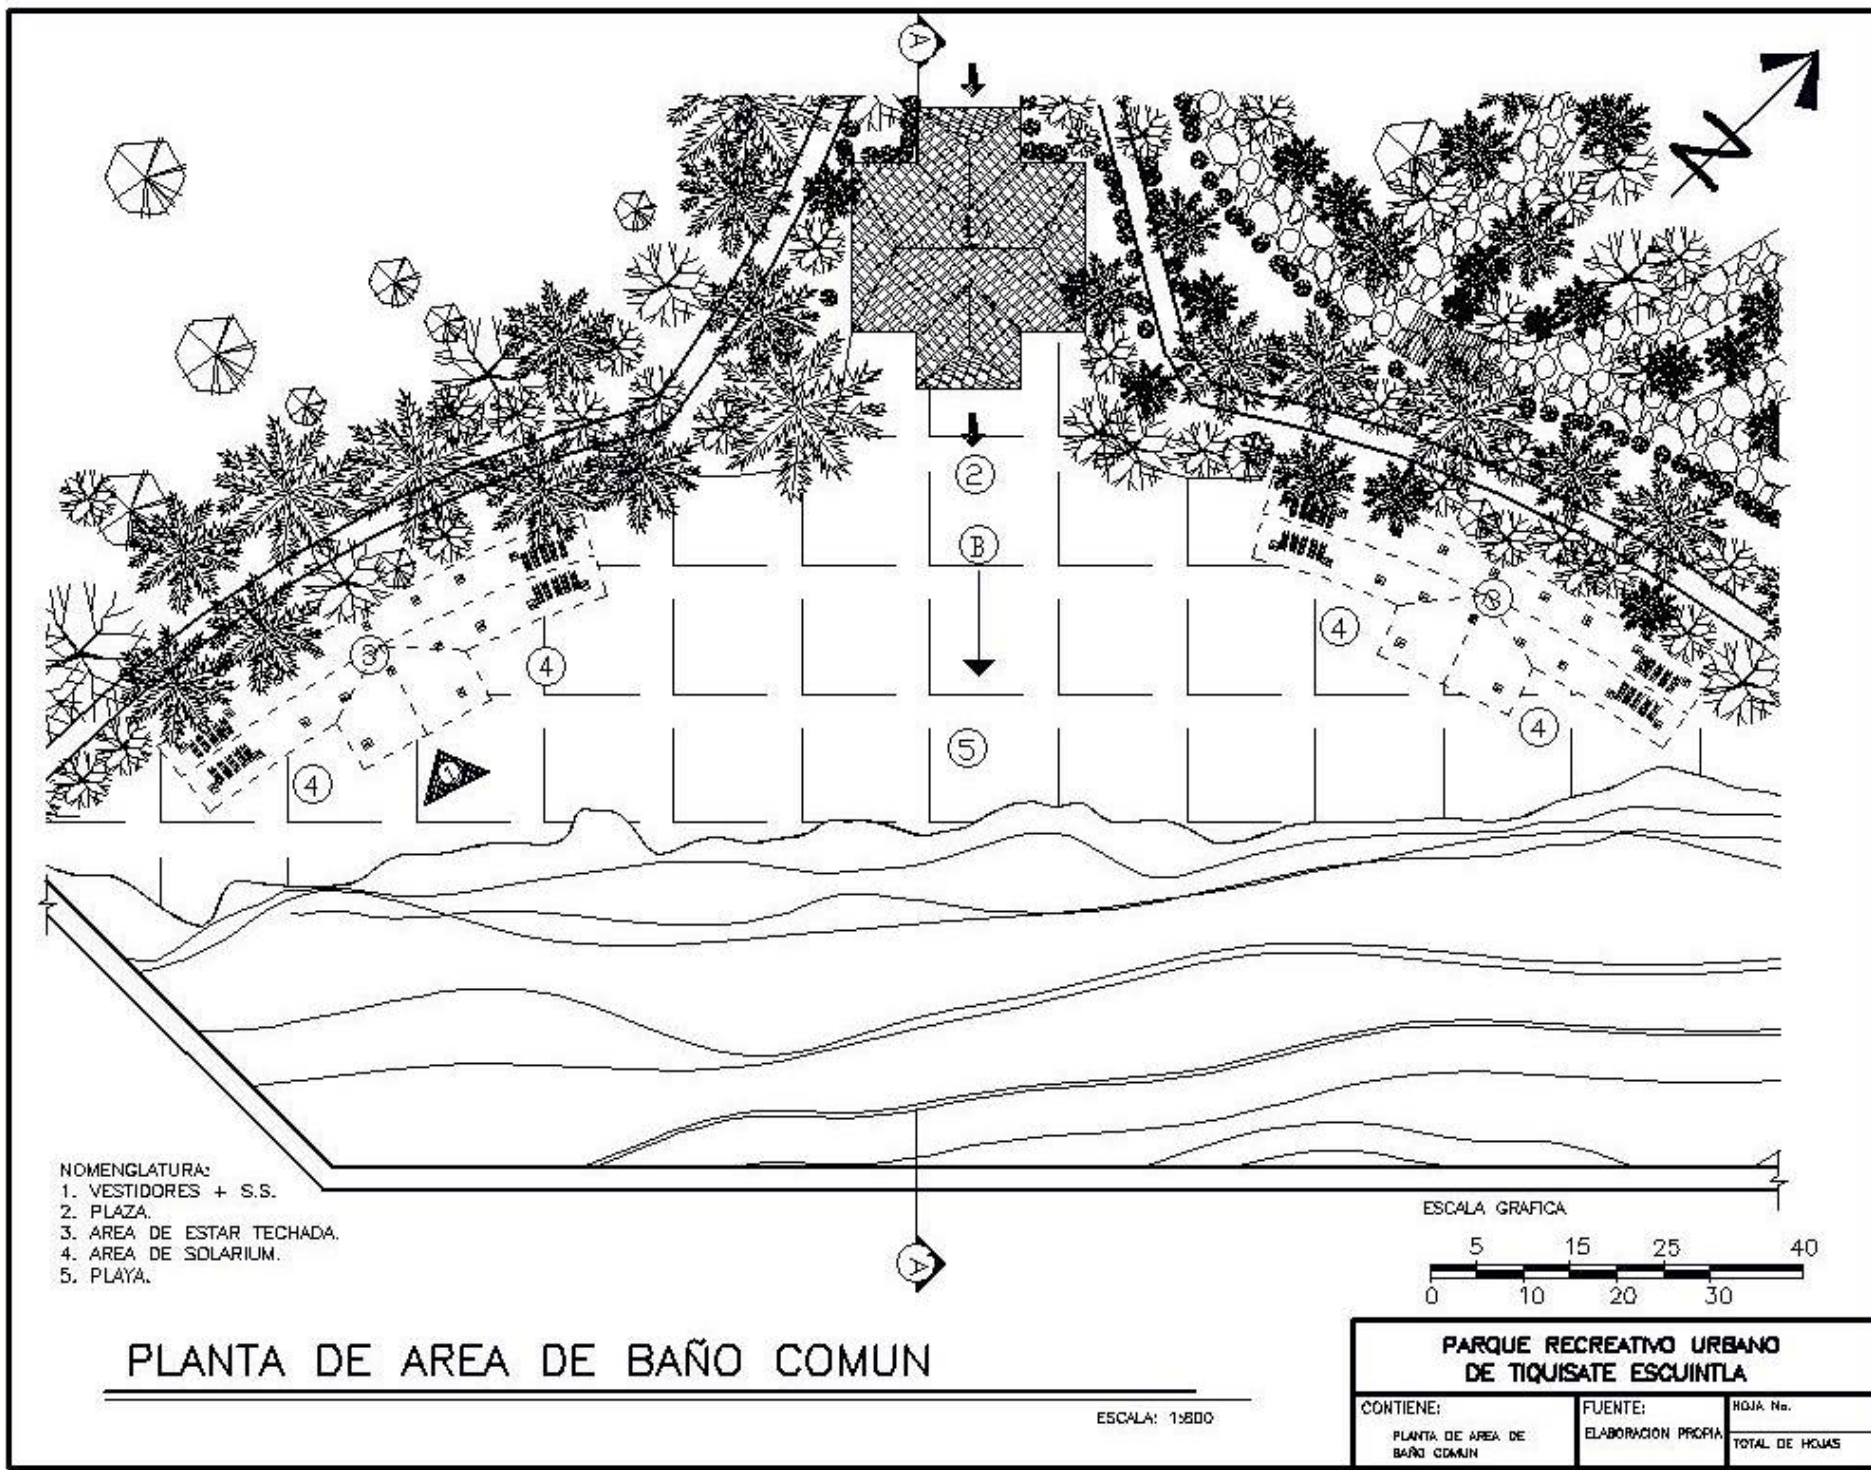 A
N
2
B
3
4
3
4
5
4
4
1
NOMENGLATURA:
1. VESTIDORES + S.S.
2. PLAZA.
3. AREA DE ESTAR TECHADA.
4. AREA DE SOLARIUM.
5. PLAYA.
A
ESCALA GRAFICA
5 15 25 40
0 10 20 30
PLANTA DE AREA DE BAÑO COMUN
PARQUE RECREATIVO URBANO
DE TIQUISATE ESCUINTLA
CONTIENE:
PLANTA DE AREA DE
BAÑO COMUN
FUENTE:
ELABORACION PROPIA
HOJA No.
TOTAL DE HOJAS